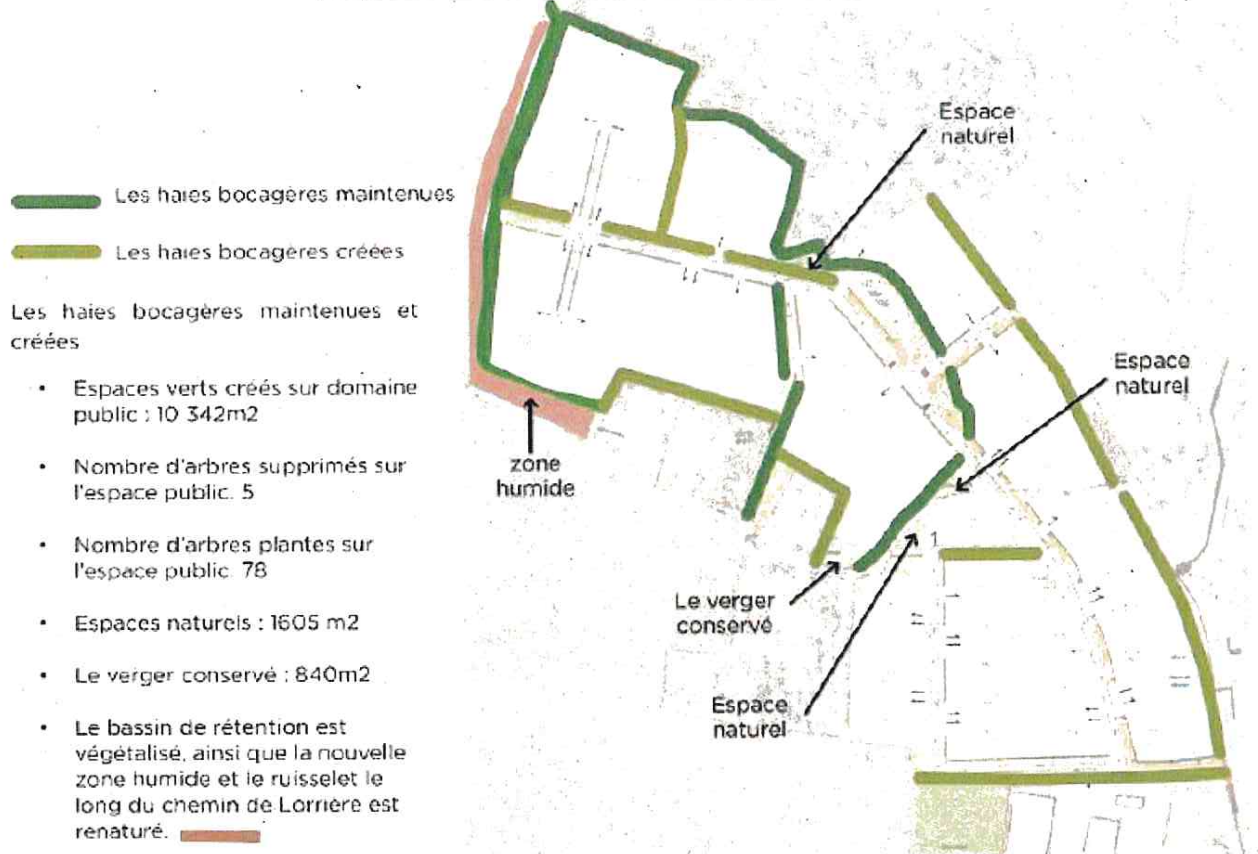 Les haies bocagères maintenues
Les haies bocagères créées
Les haies bocagères maintenues et
créées
• Espaces verts créés sur domaine
public : 10 342m2
• Nombre d'arbres supprimés sur
l'espace public. 5
• Nombre d'arbres plantes sur
l'espace public. 78
• Espaces naturels : 1605 m2
• Le verger conservé : 840m2
• Le bassin de rétention est
végétalisé, ainsi que la nouvelle
zone humide et le ruisselet le
long du chemin de Lorrière est
renaturé.
Espace
naturel
Espace
naturel
zone
humide
Le verger
conservé
Espace
naturel